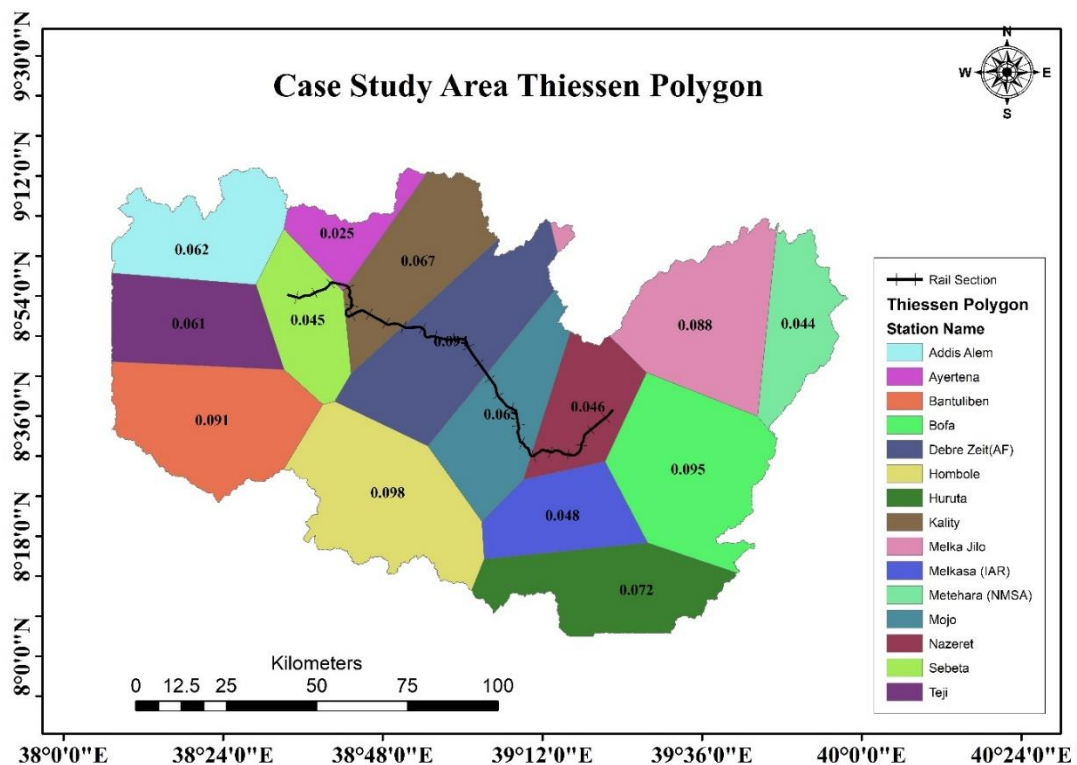 Case Study Area Thiessen Polygon
N
W E
S
9°30'0"N
9°12'0"N
8°54'0"N
8°36'0"N
8°18'0"N
8°0'0"N
0.062
0.025
0.067
0.061
0.045
0.094
0.088
0.044
0.091
0.065
0.046
0.095
0.098
0.048
0.072
Rail Section
Thiessen Polygon
Station Name
Addis Alem
Ayertena
Bantuliben
Bofa
Debre Zeit(AF)
Hombole
Huruta
Kality
Melka Jilo
Melkasa (IAR)
Metehara (NMSA)
Mojo
Nazeret
Sebeta
Teji
Kilometers
0 12.5 25 50 75 100
38°0'0"E 38°24'0"E 38°48'0"E 39°12'0"E 39°36'0"E 40°0'0"E 40°24'0"E